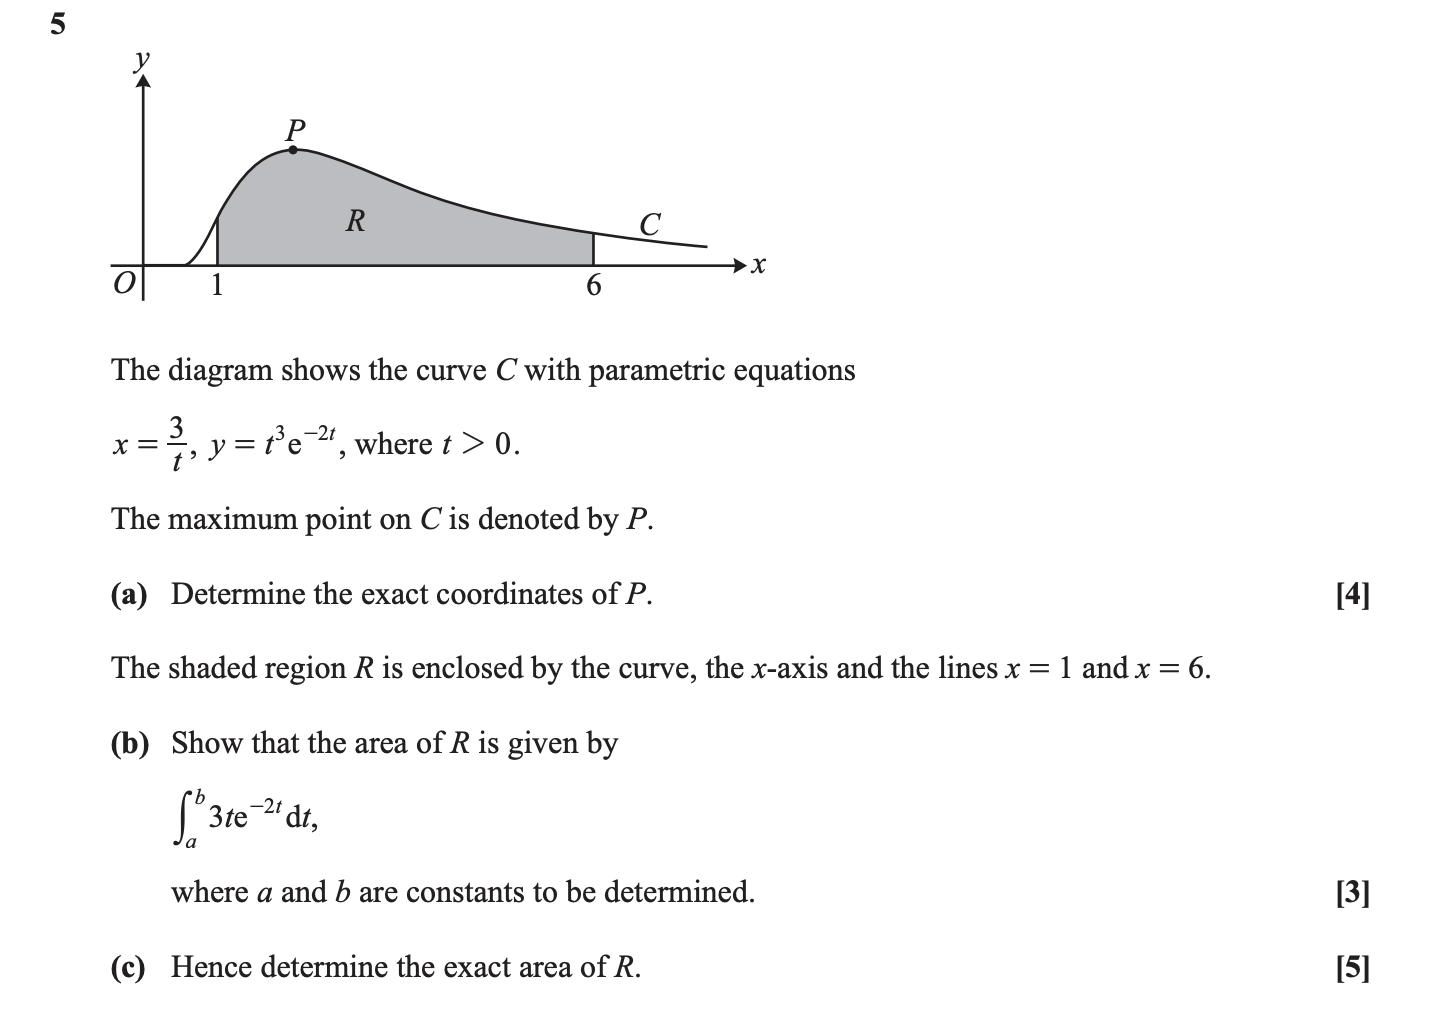 5
y
P
R
C
O
1
6
x
The diagram shows the curve C with parametric equations
x = 3/t, y = t³e⁻²ᵗ, where t > 0.
The maximum point on C is denoted by P.
(a) Determine the exact coordinates of P. [4]
The shaded region R is enclosed by the curve, the x-axis and the lines x = 1 and x = 6.
(b) Show that the area of R is given by
∫ₐᵇ 3te⁻²ᵗ dt,
where a and b are constants to be determined. [3]
(c) Hence determine the exact area of R. [5]